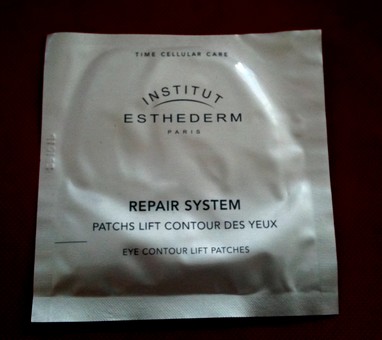 TIME CELLULAR CARE
INSTITUT
ESTHEDERM
PARIS
REPAIR SYSTEM
PATCHS LIFT CONTOUR DES YEUX
EYE CONTOUR LIFT PATCHES